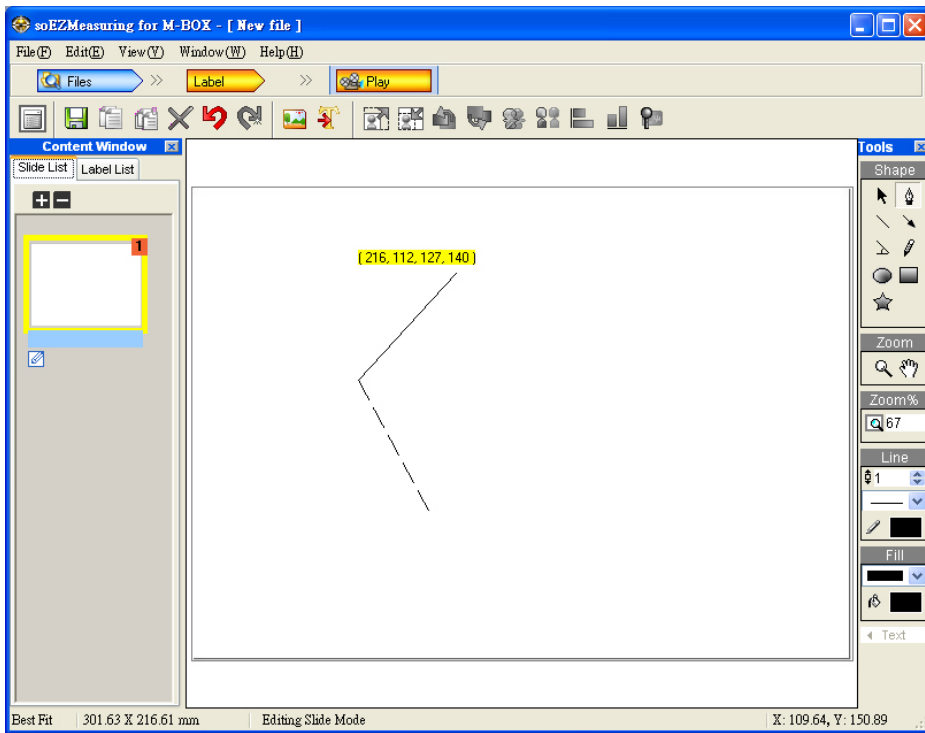 soEZMeasuring for M-BOX - [ New file ]
File(F) Edit(E) View(V) Window(W) Help(H)
Files >> Label >> Play
Content Window
Slide List Label List
1
( 216, 112, 127, 140 )
Tools
Shape
Zoom
Zoom%
67
Line
1
Fill
Text
Best Fit 301.63 X 216.61 mm Editing Slide Mode X: 109.64, Y: 150.89